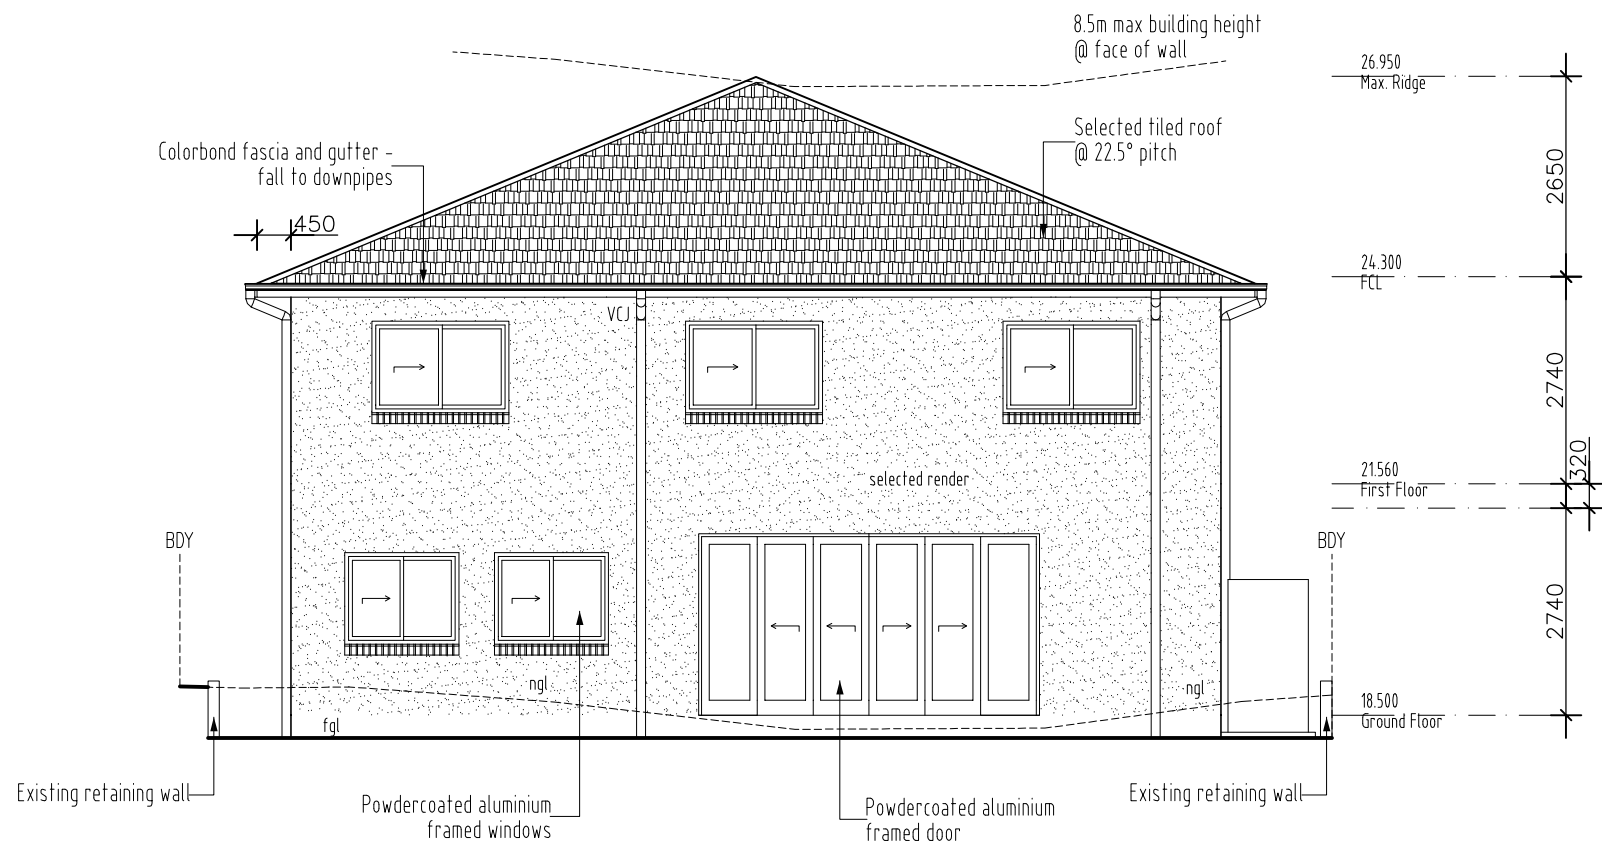 8.5m max building height
@ face of wall
26.950
Max. Ridge
Selected tiled roof
@ 22.5° pitch
Colorbond fascia and gutter -
fall to downpipes
2650
450
24.300
FCL
VCJ
2740
320
21.560
First Floor
selected render
BDY
BDY
2740
ngl
ngl
fgl
18.500
Ground Floor
Existing retaining wall
Existing retaining wall
Powdercoated aluminium
framed windows
Powdercoated aluminium
framed door